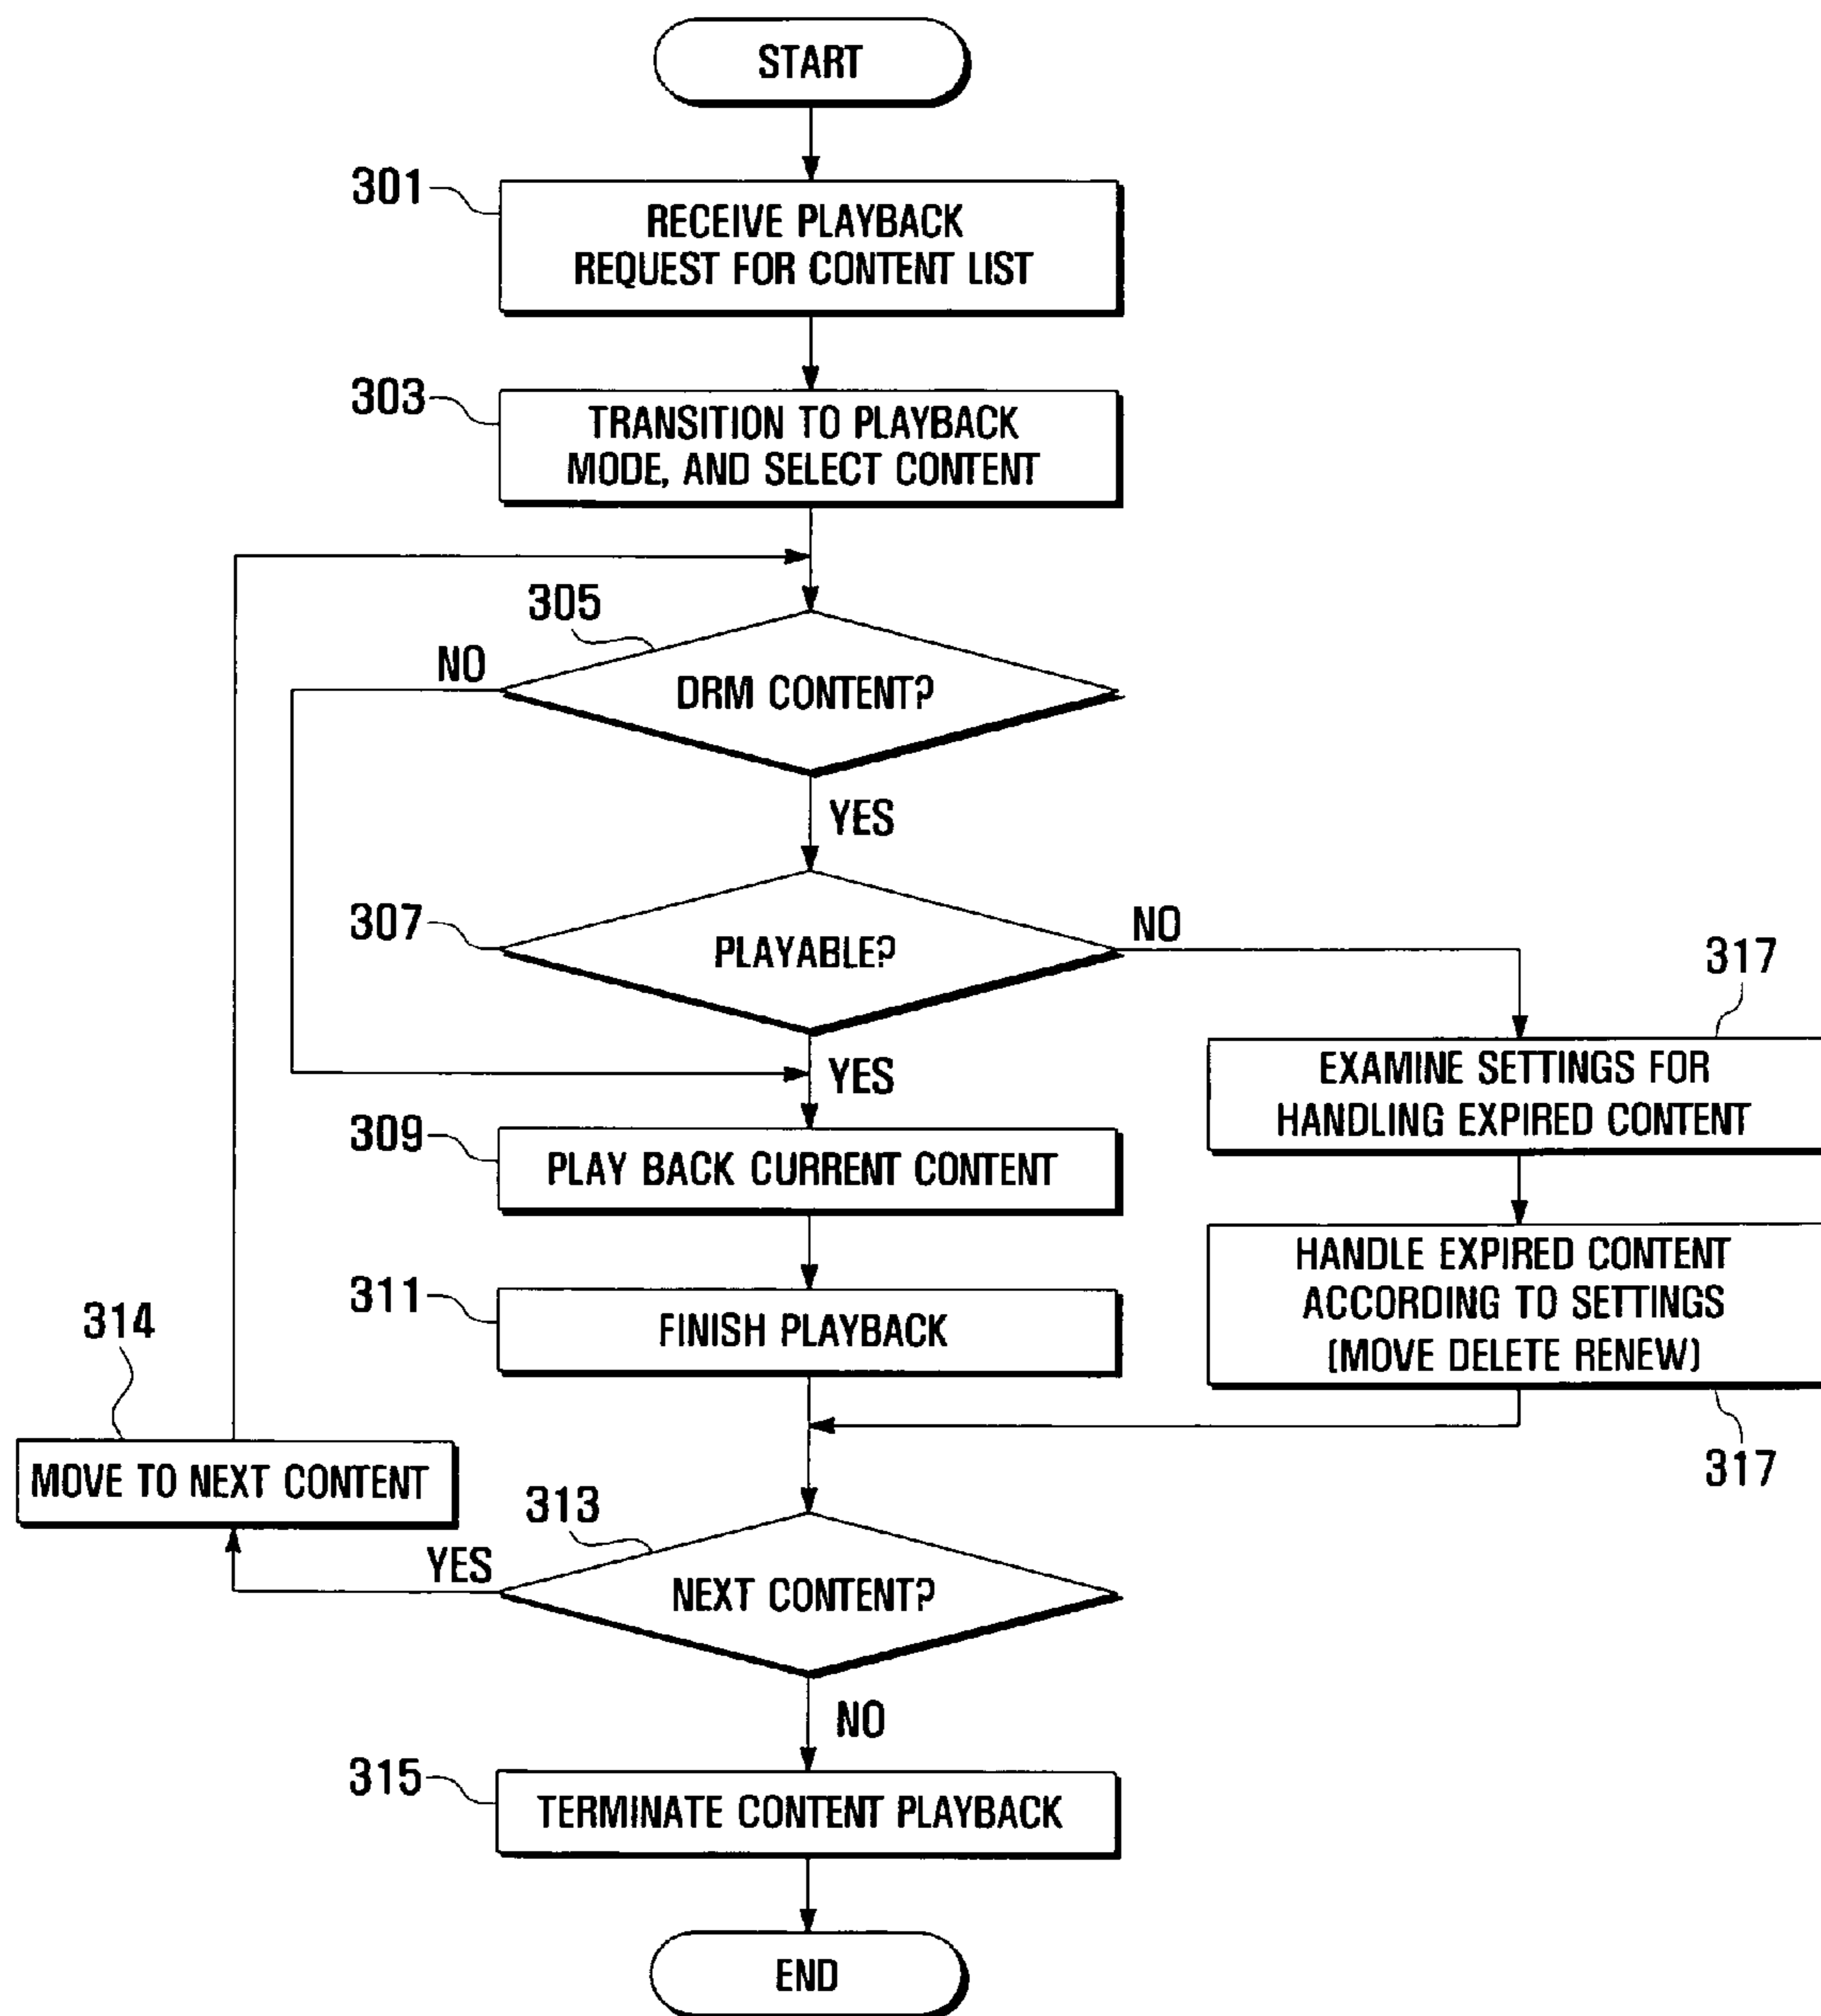 START
301
RECEIVE PLAYBACK
REQUEST FOR CONTENT LIST
303
TRANSITION TO PLAYBACK
MODE, AND SELECT CONTENT
305
NO
DRM CONTENT?
YES
307
PLAYABLE?
NO
317
YES
EXAMINE SETTINGS FOR
HANDLING EXPIRED CONTENT
309
PLAY BACK CURRENT CONTENT
HANDLE EXPIRED CONTENT
ACCORDING TO SETTINGS
(MOVE DELETE RENEW)
317
311
FINISH PLAYBACK
314
MOVE TO NEXT CONTENT
313
YES
NEXT CONTENT?
NO
315
TERMINATE CONTENT PLAYBACK
END